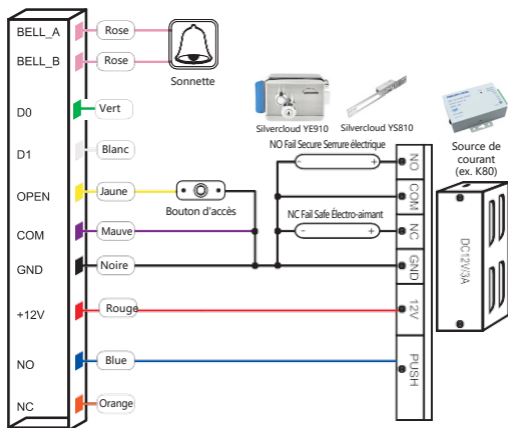 BELL_A
Rose
BELL_B
Rose
Sonnette
D0
Vert
D1
Blanc
OPEN
Jaune
Bouton d'accès
COM
Mauve
GND
Noire
+12V
Rouge
NO
Blue
NC
Orange
Silvercloud YE910
Silvercloud YS810
Source de
courant
(ex. K80)
NO Fail Secure Serrure électrique
- +
NC Fail Safe Électro-aimant
- +
NO
COM
NC
GND
12V
PUSH
DC12V/3A